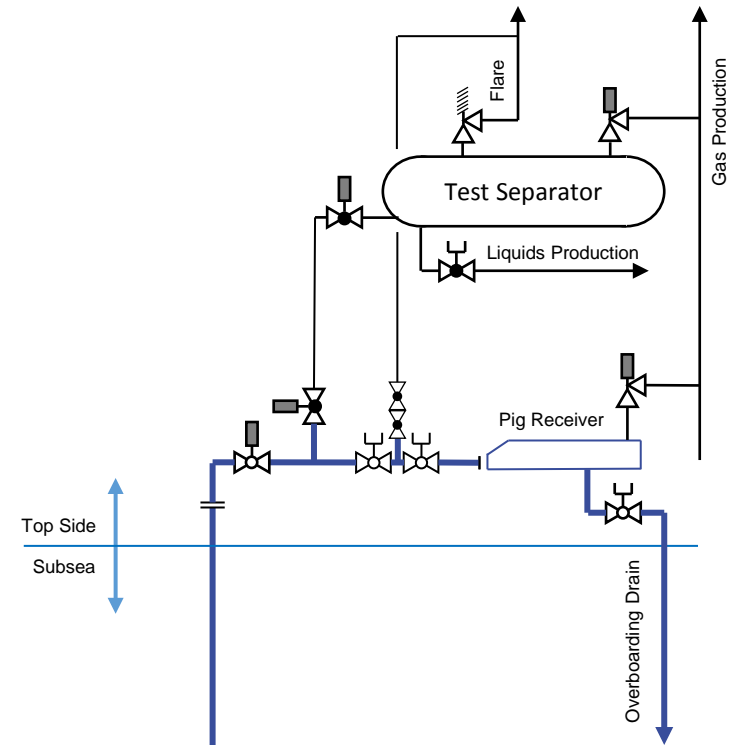 Flare
Gas Production
Test Separator
Liquids Production
Pig Receiver
Top Side
Subsea
Overboarding Drain